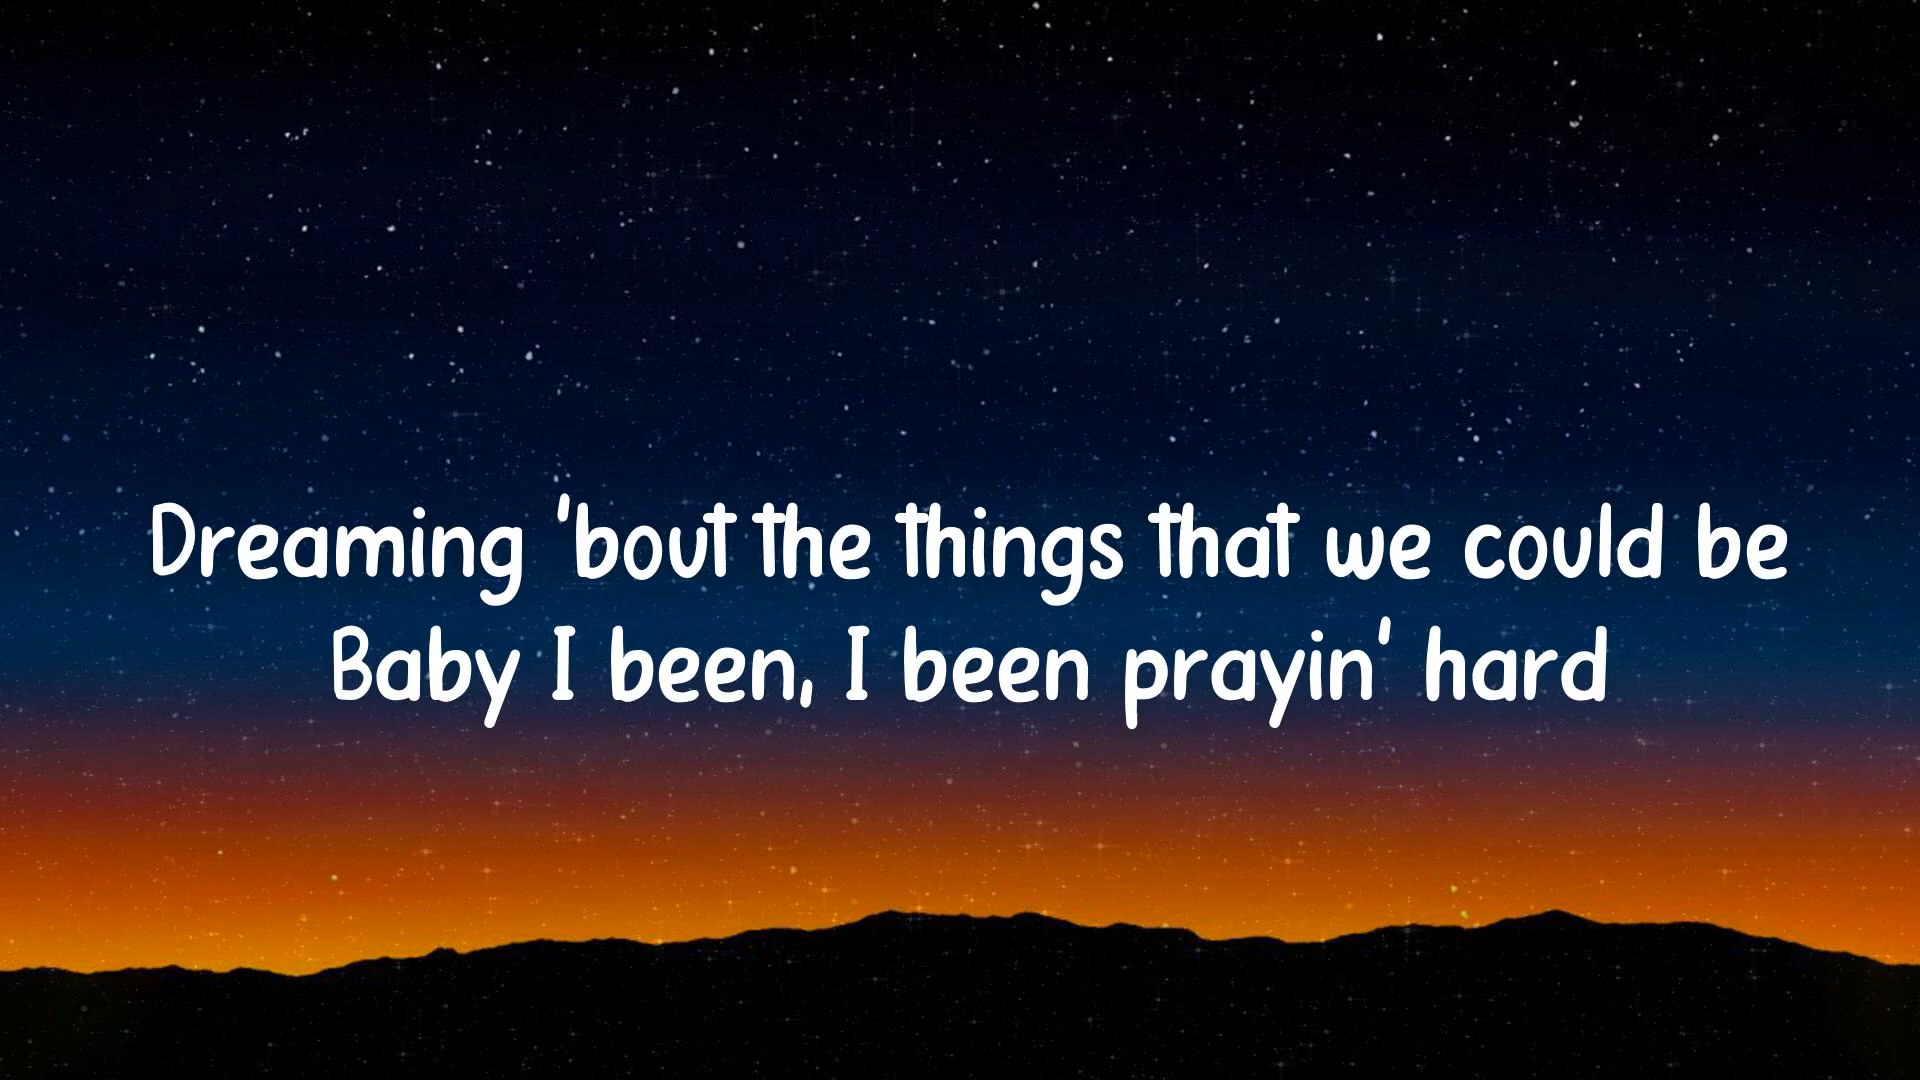 Dreaming 'bout the things that we could be
Baby I been, I been prayin' hard